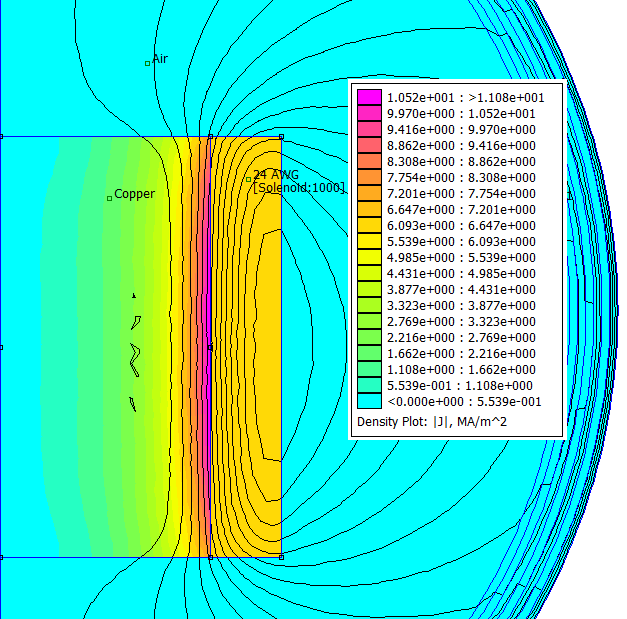 Air
24 AWG
[Solenoid:1000]
Copper
1.052e+001 : >1.108e+001
9.970e+000 : 1.052e+001
9.416e+000 : 9.970e+000
8.862e+000 : 9.416e+000
8.308e+000 : 8.862e+000
7.754e+000 : 8.308e+000
7.201e+000 : 7.754e+000
6.647e+000 : 7.201e+000
6.093e+000 : 6.647e+000
5.539e+000 : 6.093e+000
4.985e+000 : 5.539e+000
4.431e+000 : 4.985e+000
3.877e+000 : 4.431e+000
3.323e+000 : 3.877e+000
2.769e+000 : 3.323e+000
2.216e+000 : 2.769e+000
1.662e+000 : 2.216e+000
1.108e+000 : 1.662e+000
5.539e-001 : 1.108e+000
<0.000e+000 : 5.539e-001
Density Plot: |J|, MA/m^2